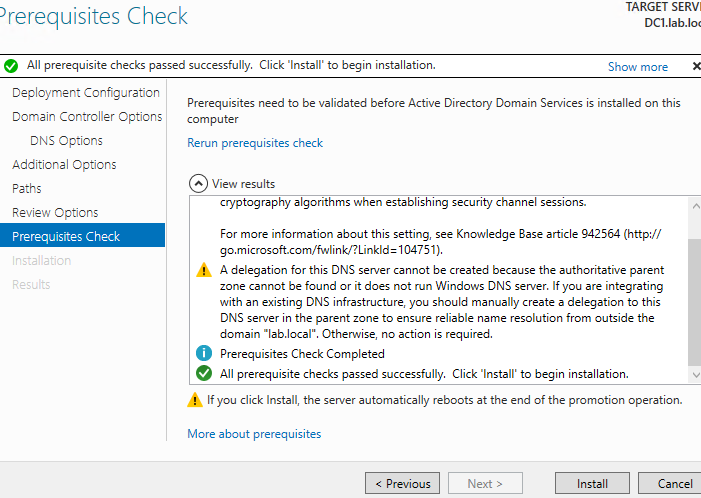 Prerequisites Check
TARGET SERV
DC1.lab.loc
All prerequisite checks passed successfully.  Click 'Install' to begin installation.
Show more
Deployment Configuration
Domain Controller Options
DNS Options
Additional Options
Paths
Review Options
Prerequisites Check
Installation
Results
Prerequisites need to be validated before Active Directory Domain Services is installed on this
computer
Rerun prerequisites check
View results
cryptography algorithms when establishing security channel sessions.
For more information about this setting, see Knowledge Base article 942564 (http://
go.microsoft.com/fwlink/?LinkId=104751).
A delegation for this DNS server cannot be created because the authoritative parent
zone cannot be found or it does not run Windows DNS server. If you are integrating
with an existing DNS infrastructure, you should manually create a delegation to this
DNS server in the parent zone to ensure reliable name resolution from outside the
domain "lab.local". Otherwise, no action is required.
Prerequisites Check Completed
All prerequisite checks passed successfully.  Click 'Install' to begin installation.
If you click Install, the server automatically reboots at the end of the promotion operation.
More about prerequisites
< Previous
Next >
Install
Cancel